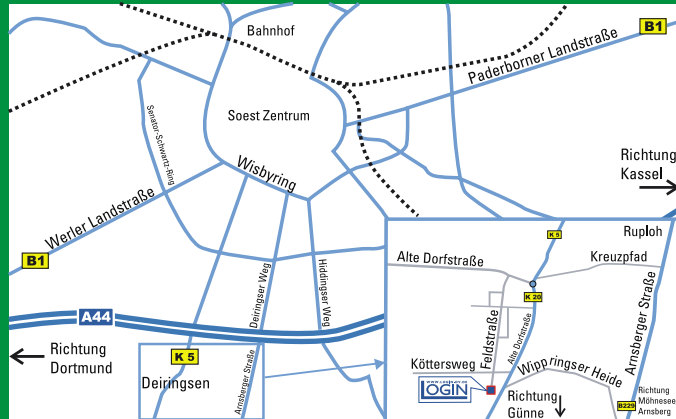 Bahnhof
B1
Paderborner Landstraße
Soest Zentrum
Senator-Schwartz-Ring
Wisbyring
Richtung
Kassel
Werler Landstraße
B1
Deiringser Weg
Hiddingser Weg
A44
Richtung
Dortmund
K 5
Deiringsen
Arnsberger Straße
K 5
Ruploh
Alte Dorfstraße
Kreuzpfad
K 20
Feldstraße
Alte Dorfstraße
Arnsberger Straße
Köttersweg
Wippringser Heide
LOGIN
Richtung
Günne
B229
Richtung
Möhnesee
Arnsberg